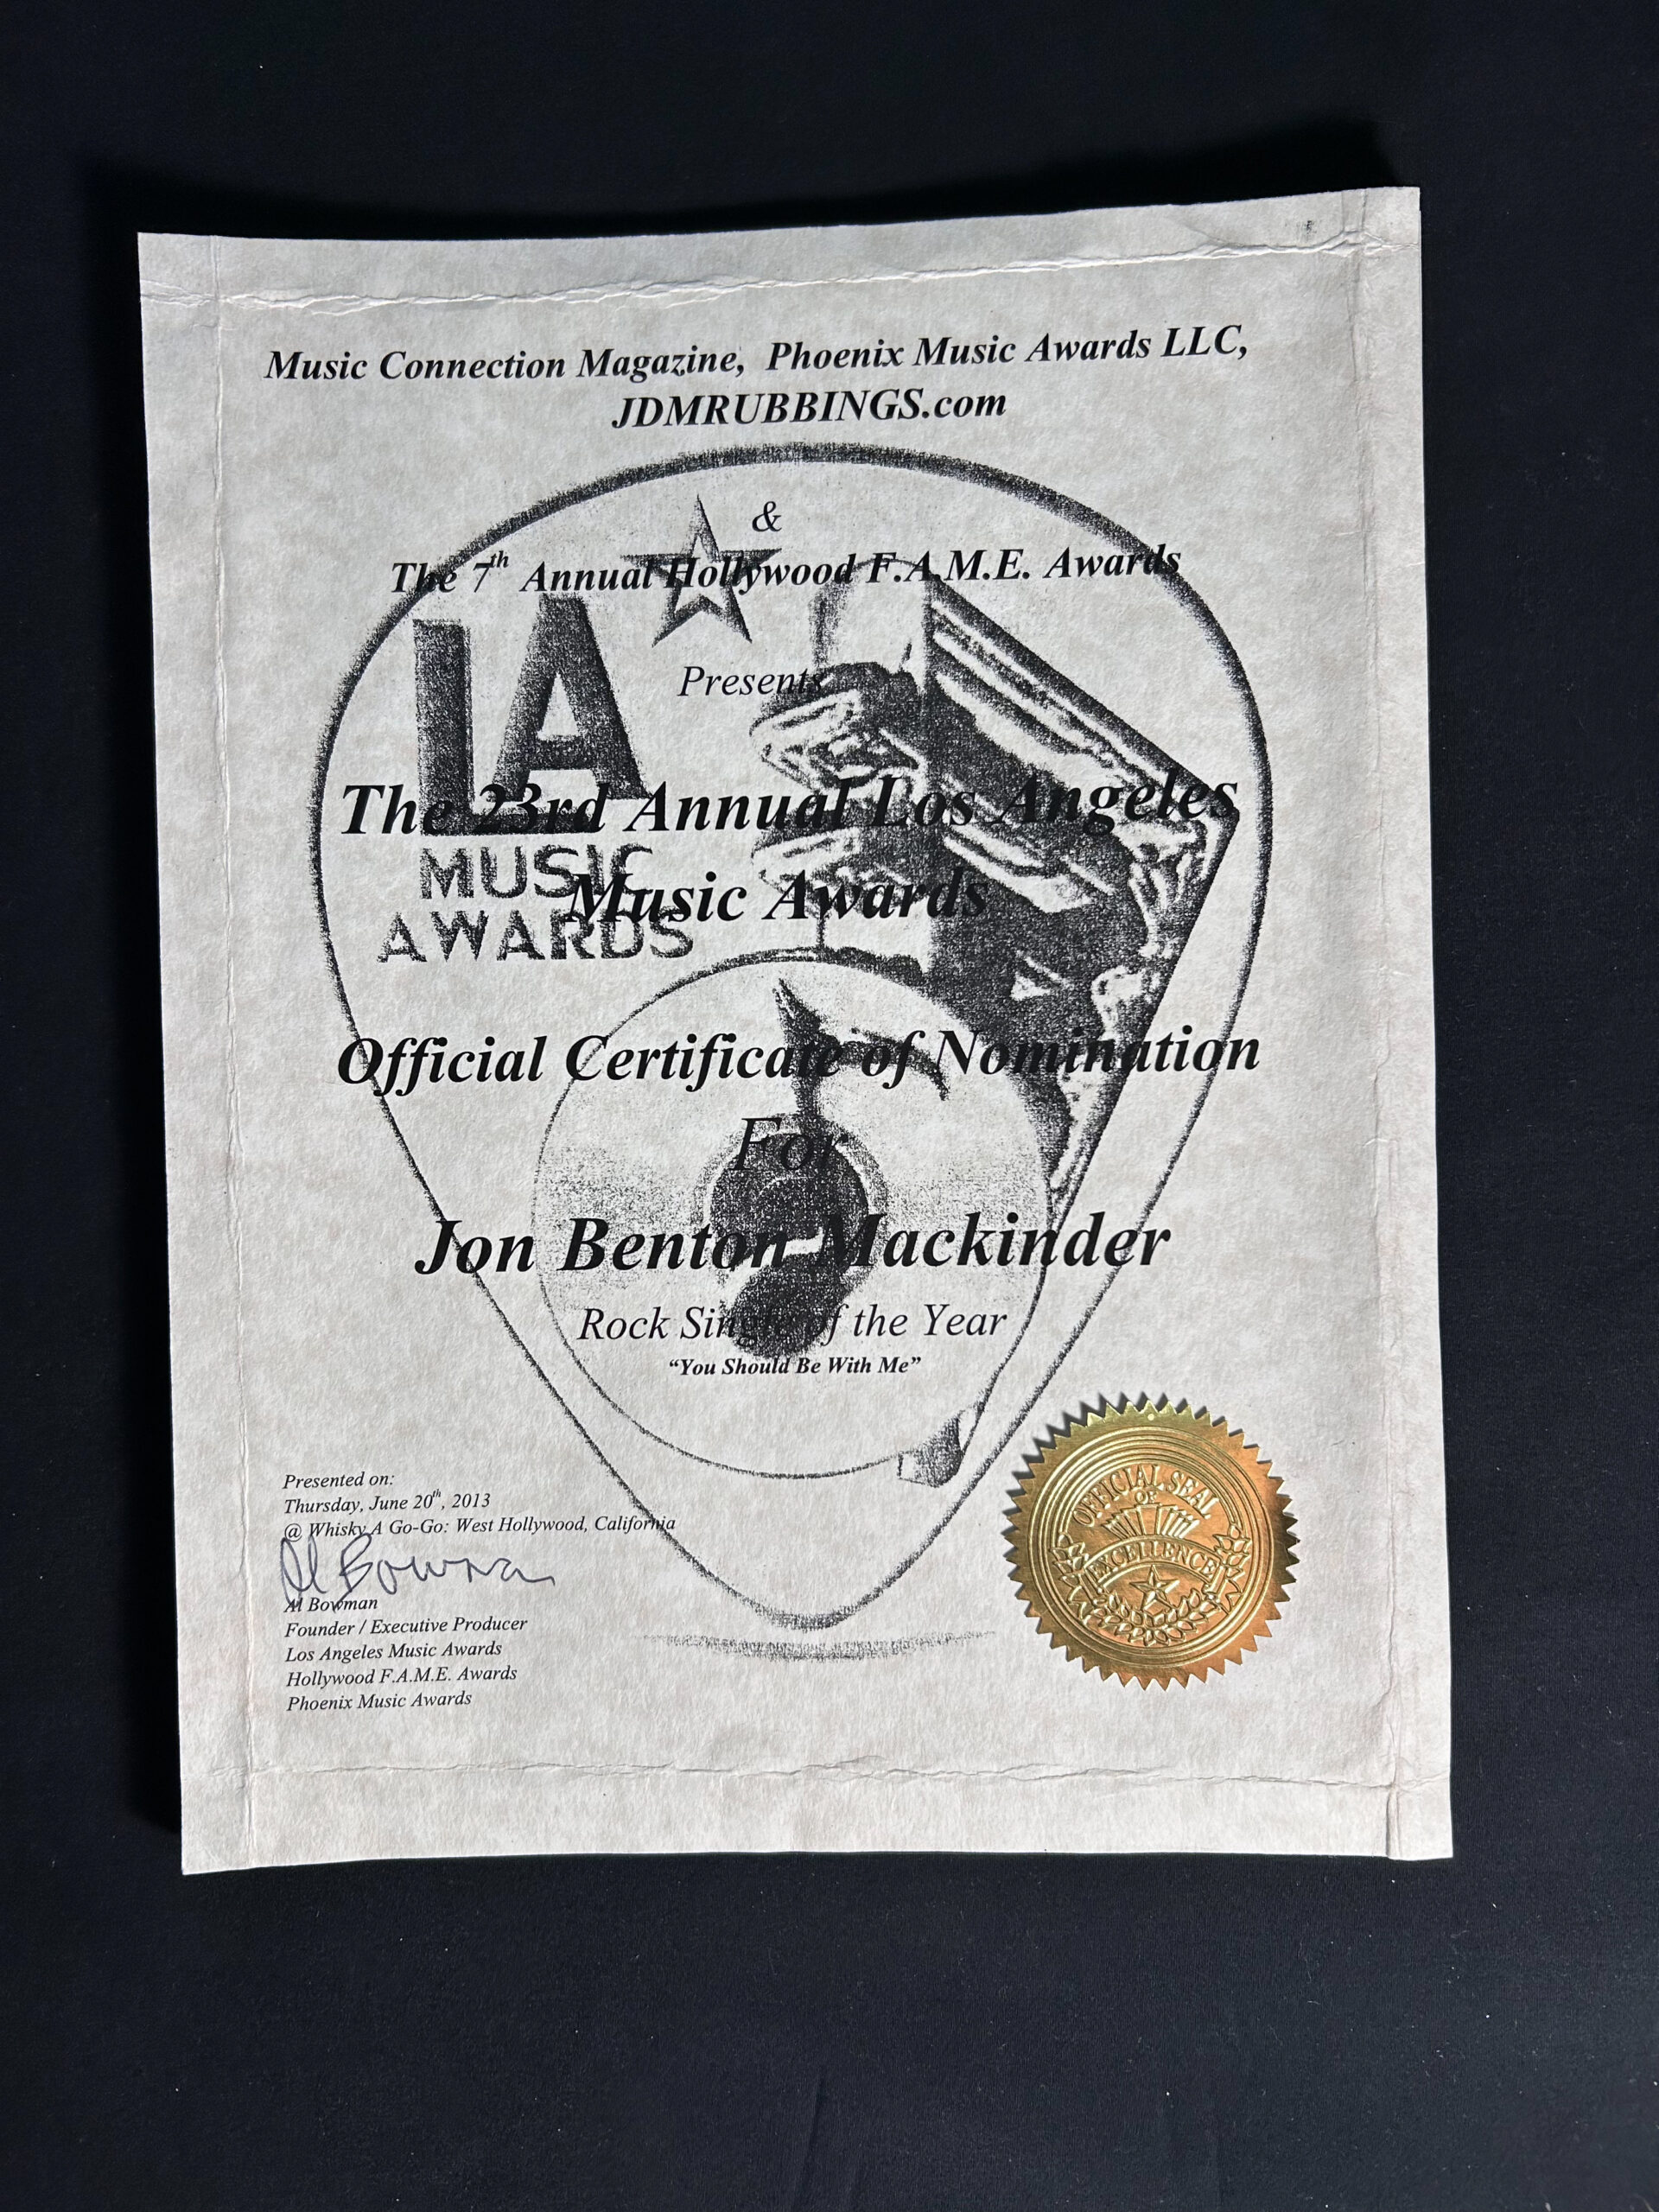 Music Connection Magazine, Phoenix Music Awards LLC,
JDMRUBBINGS.com
&
The 7th Annual Hollywood F.A.M.E. Awards
Presents
LA
MUSIC
AWARDS
The 23rd Annual Los Angeles
Music Awards
Official Certificate of Nomination
For
Jon Benton Mackinder
Rock Single of the Year
“You Should Be With Me”
Presented on:
Thursday, June 20th, 2013
@ Whisky A Go-Go: West Hollywood, California
Al Bowman
Al Bowman
Founder / Executive Producer
Los Angeles Music Awards
Hollywood F.A.M.E. Awards
Phoenix Music Awards
OFFICIAL SEAL
OF
EXCELLENCE